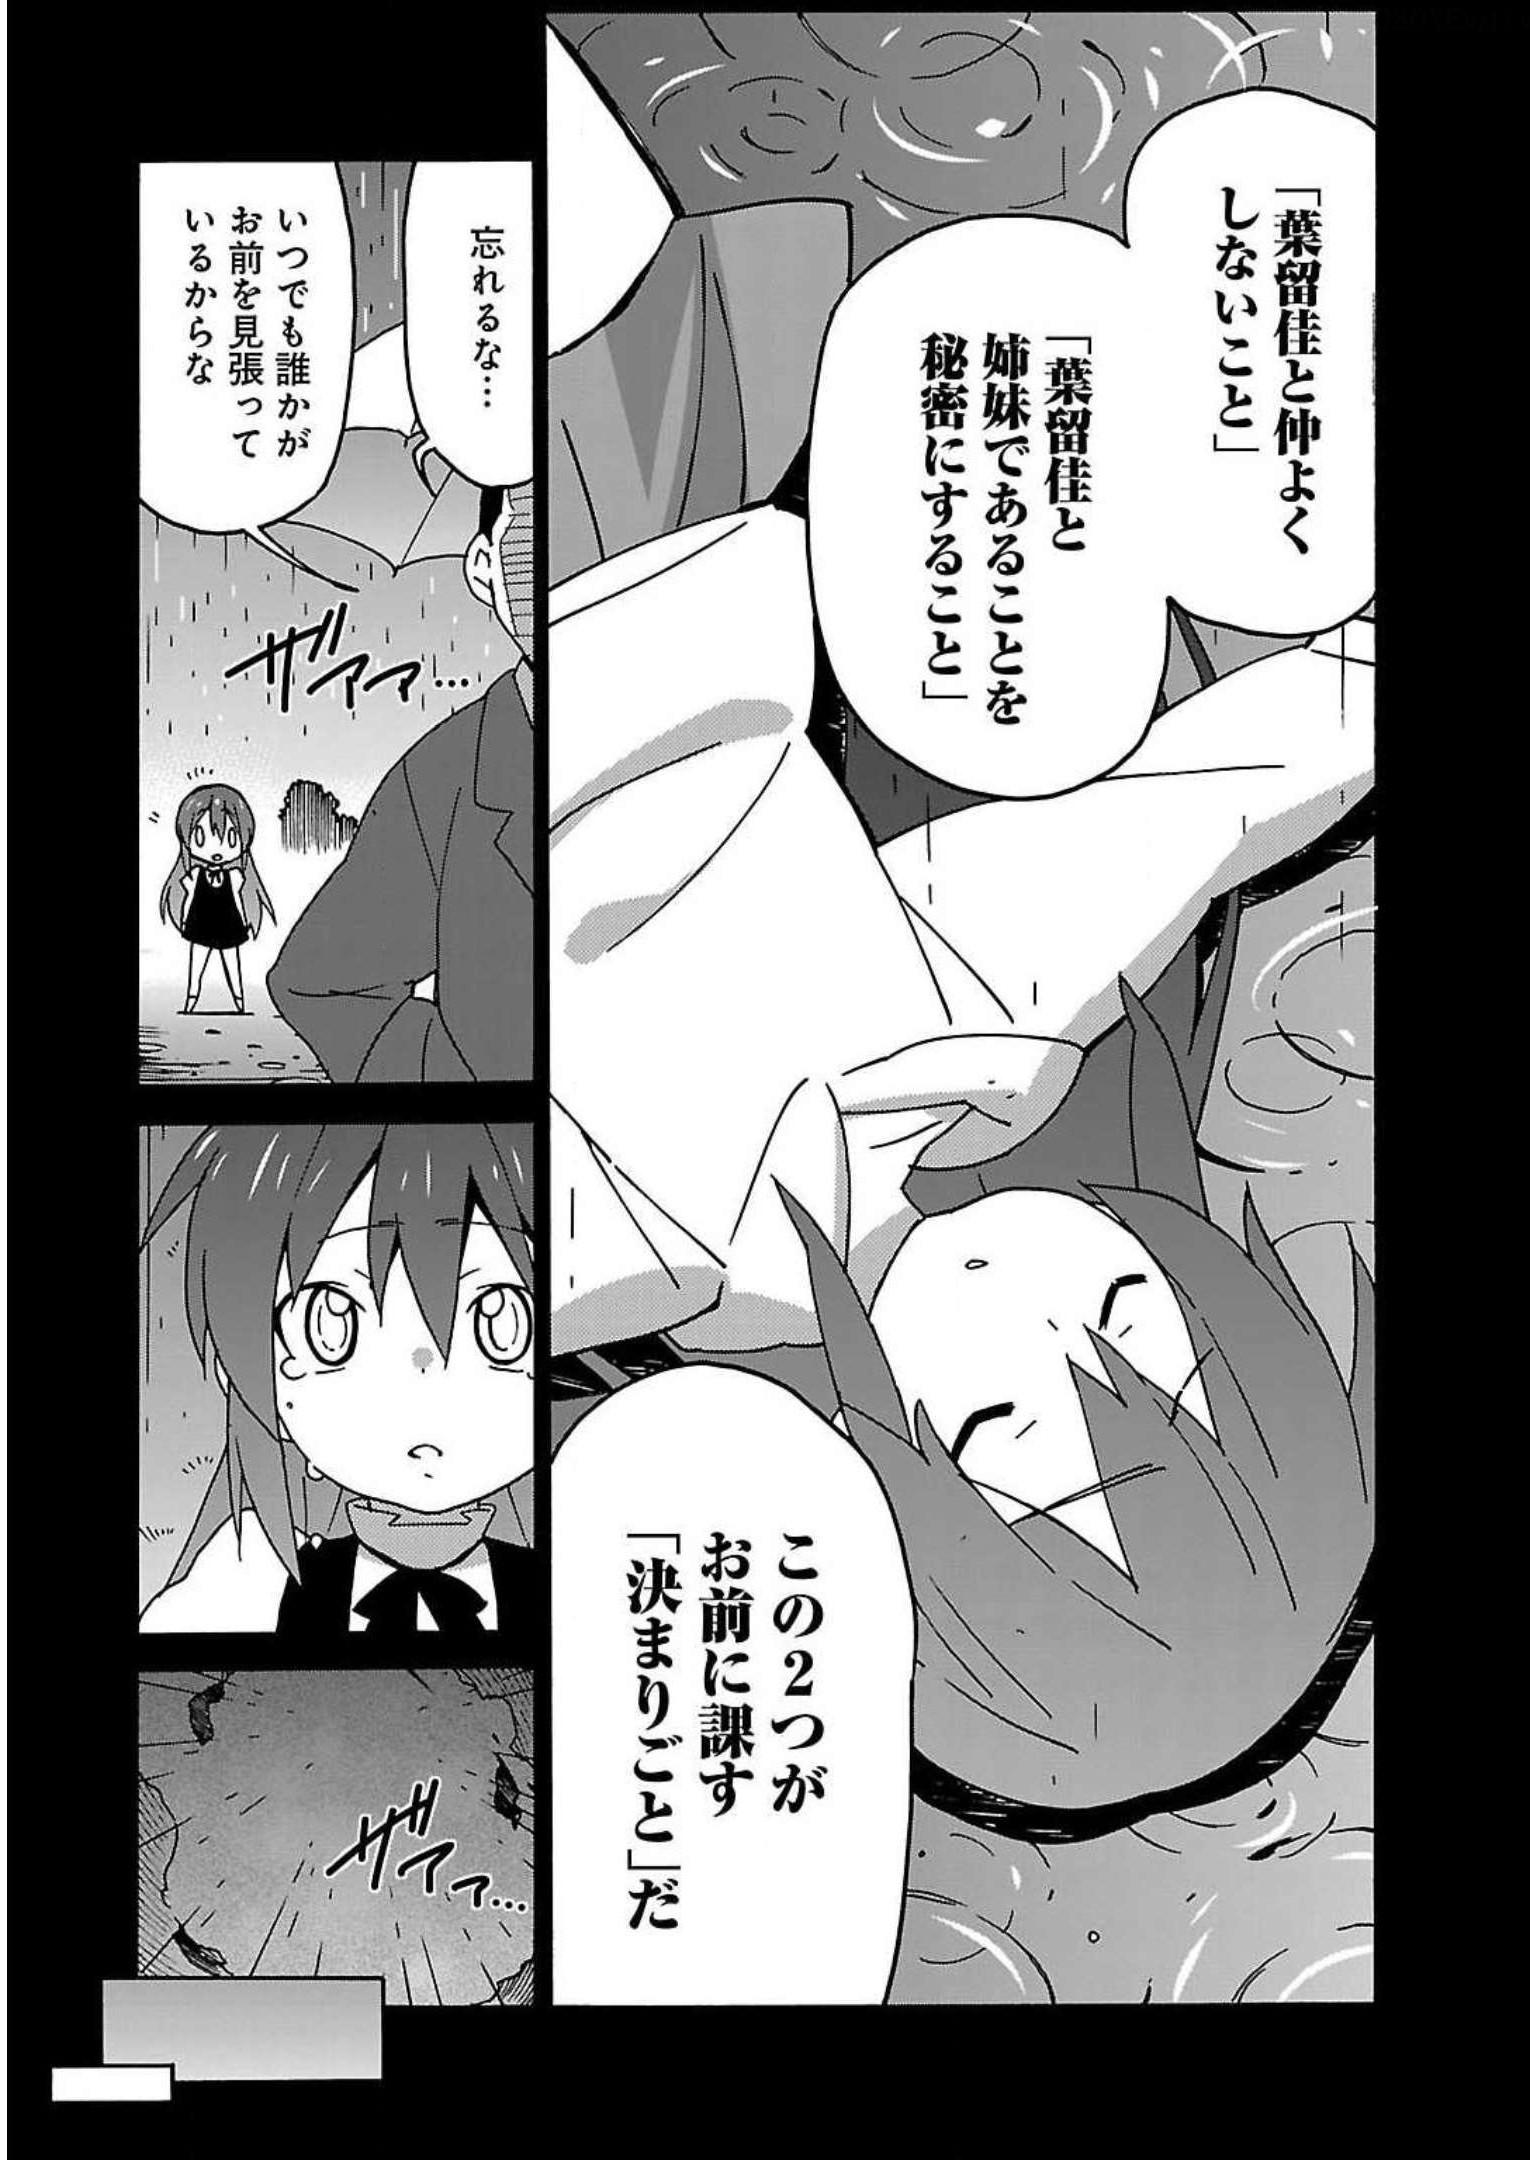 「葉留佳と仲よく
しないこと」
「葉留佳と
姉妹であることを
秘密にすること」
この2つが
お前に課す
「決まりごと」だ
忘れるな…
いつでも誰かが
お前を見張って
いるからな
ザアァ…
ザアァ…